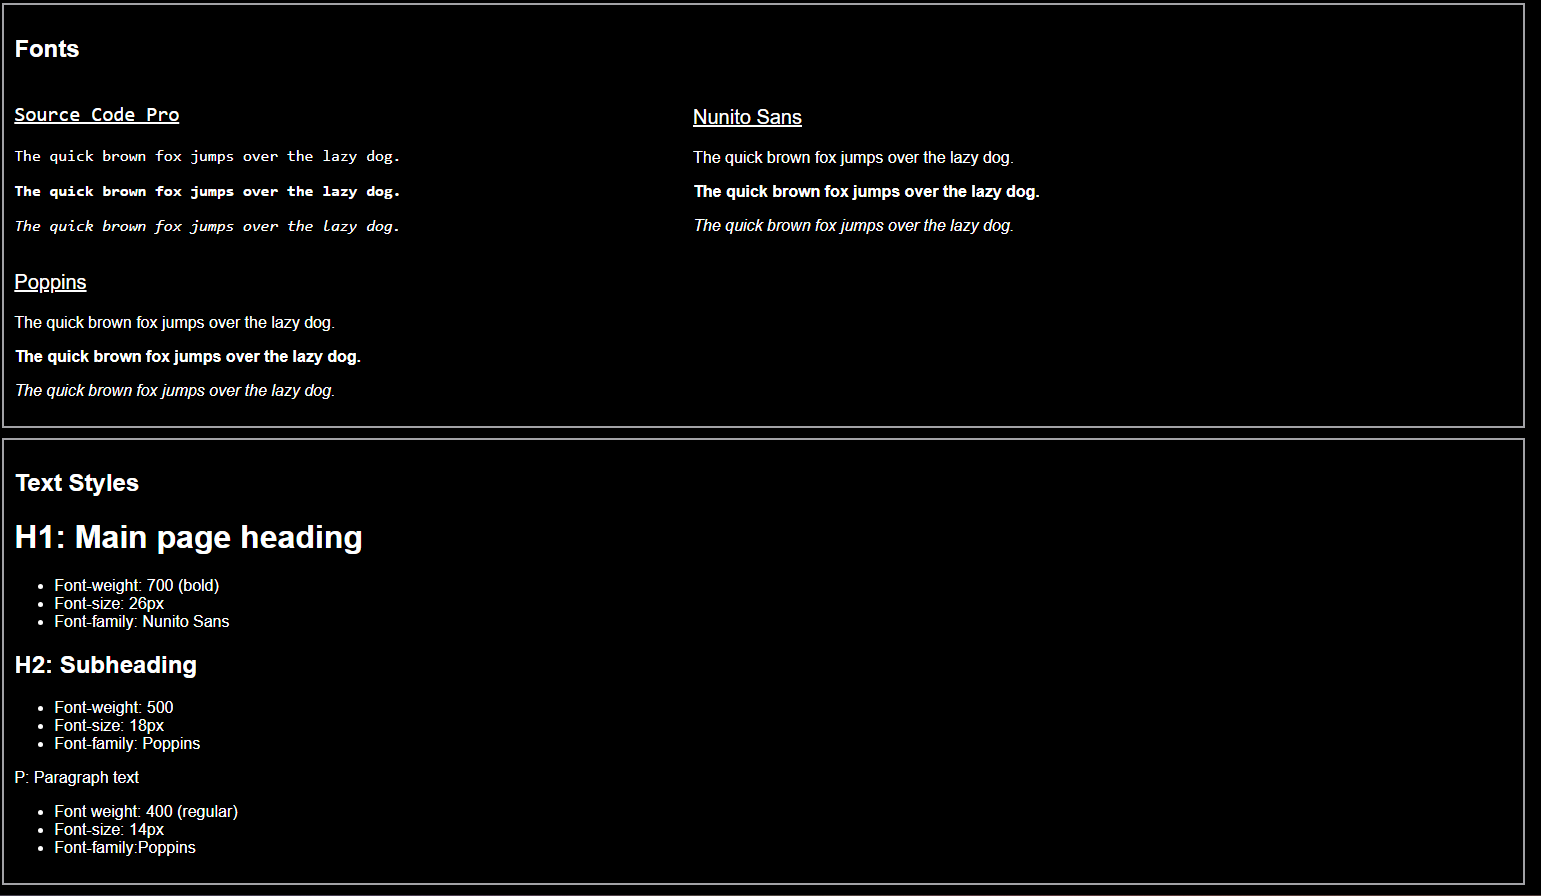 Fonts
Source Code Pro
The quick brown fox jumps over the lazy dog.
The quick brown fox jumps over the lazy dog.
The quick brown fox jumps over the lazy dog.
Nunito Sans
The quick brown fox jumps over the lazy dog.
The quick brown fox jumps over the lazy dog.
The quick brown fox jumps over the lazy dog.
Poppins
The quick brown fox jumps over the lazy dog.
The quick brown fox jumps over the lazy dog.
The quick brown fox jumps over the lazy dog.
Text Styles
H1: Main page heading
• Font-weight: 700 (bold)
• Font-size: 26px
• Font-family: Nunito Sans
H2: Subheading
• Font-weight: 500
• Font-size: 18px
• Font-family: Poppins
P: Paragraph text
• Font weight: 400 (regular)
• Font-size: 14px
• Font-family:Poppins